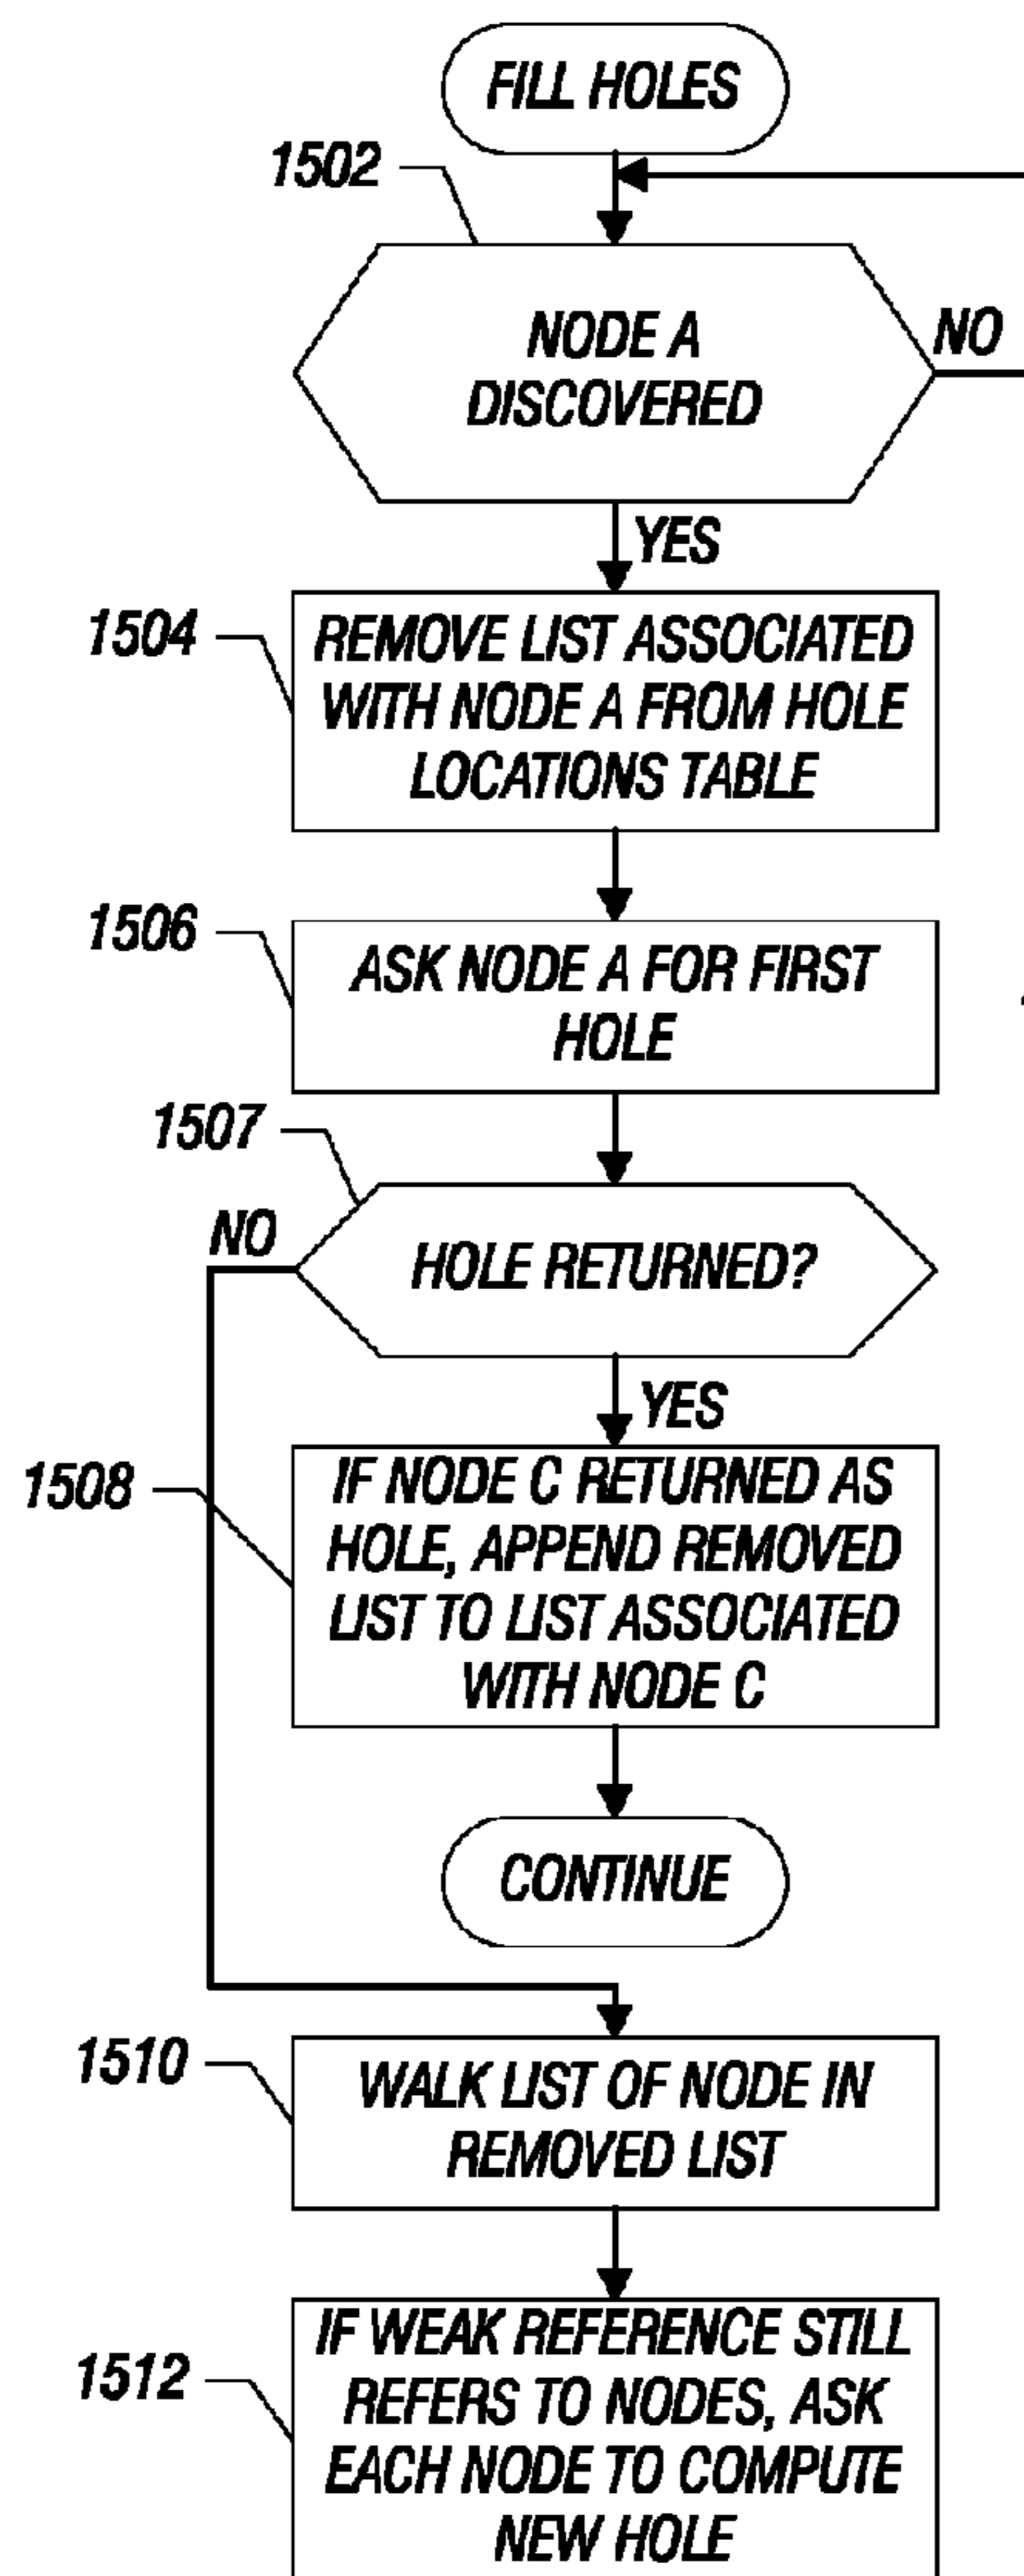 FILL HOLES
1502
NODE A
DISCOVERED
NO
YES
1504
REMOVE LIST ASSOCIATED
WITH NODE A FROM HOLE
LOCATIONS TABLE
1506
ASK NODE A FOR FIRST
HOLE
1507
NO
HOLE RETURNED?
YES
1508
IF NODE C RETURNED AS
HOLE, APPEND REMOVED
LIST TO LIST ASSOCIATED
WITH NODE C
CONTINUE
1510
WALK LIST OF NODE IN
REMOVED LIST
1512
IF WEAK REFERENCE STILL
REFERS TO NODES, ASK
EACH NODE TO COMPUTE
NEW HOLE